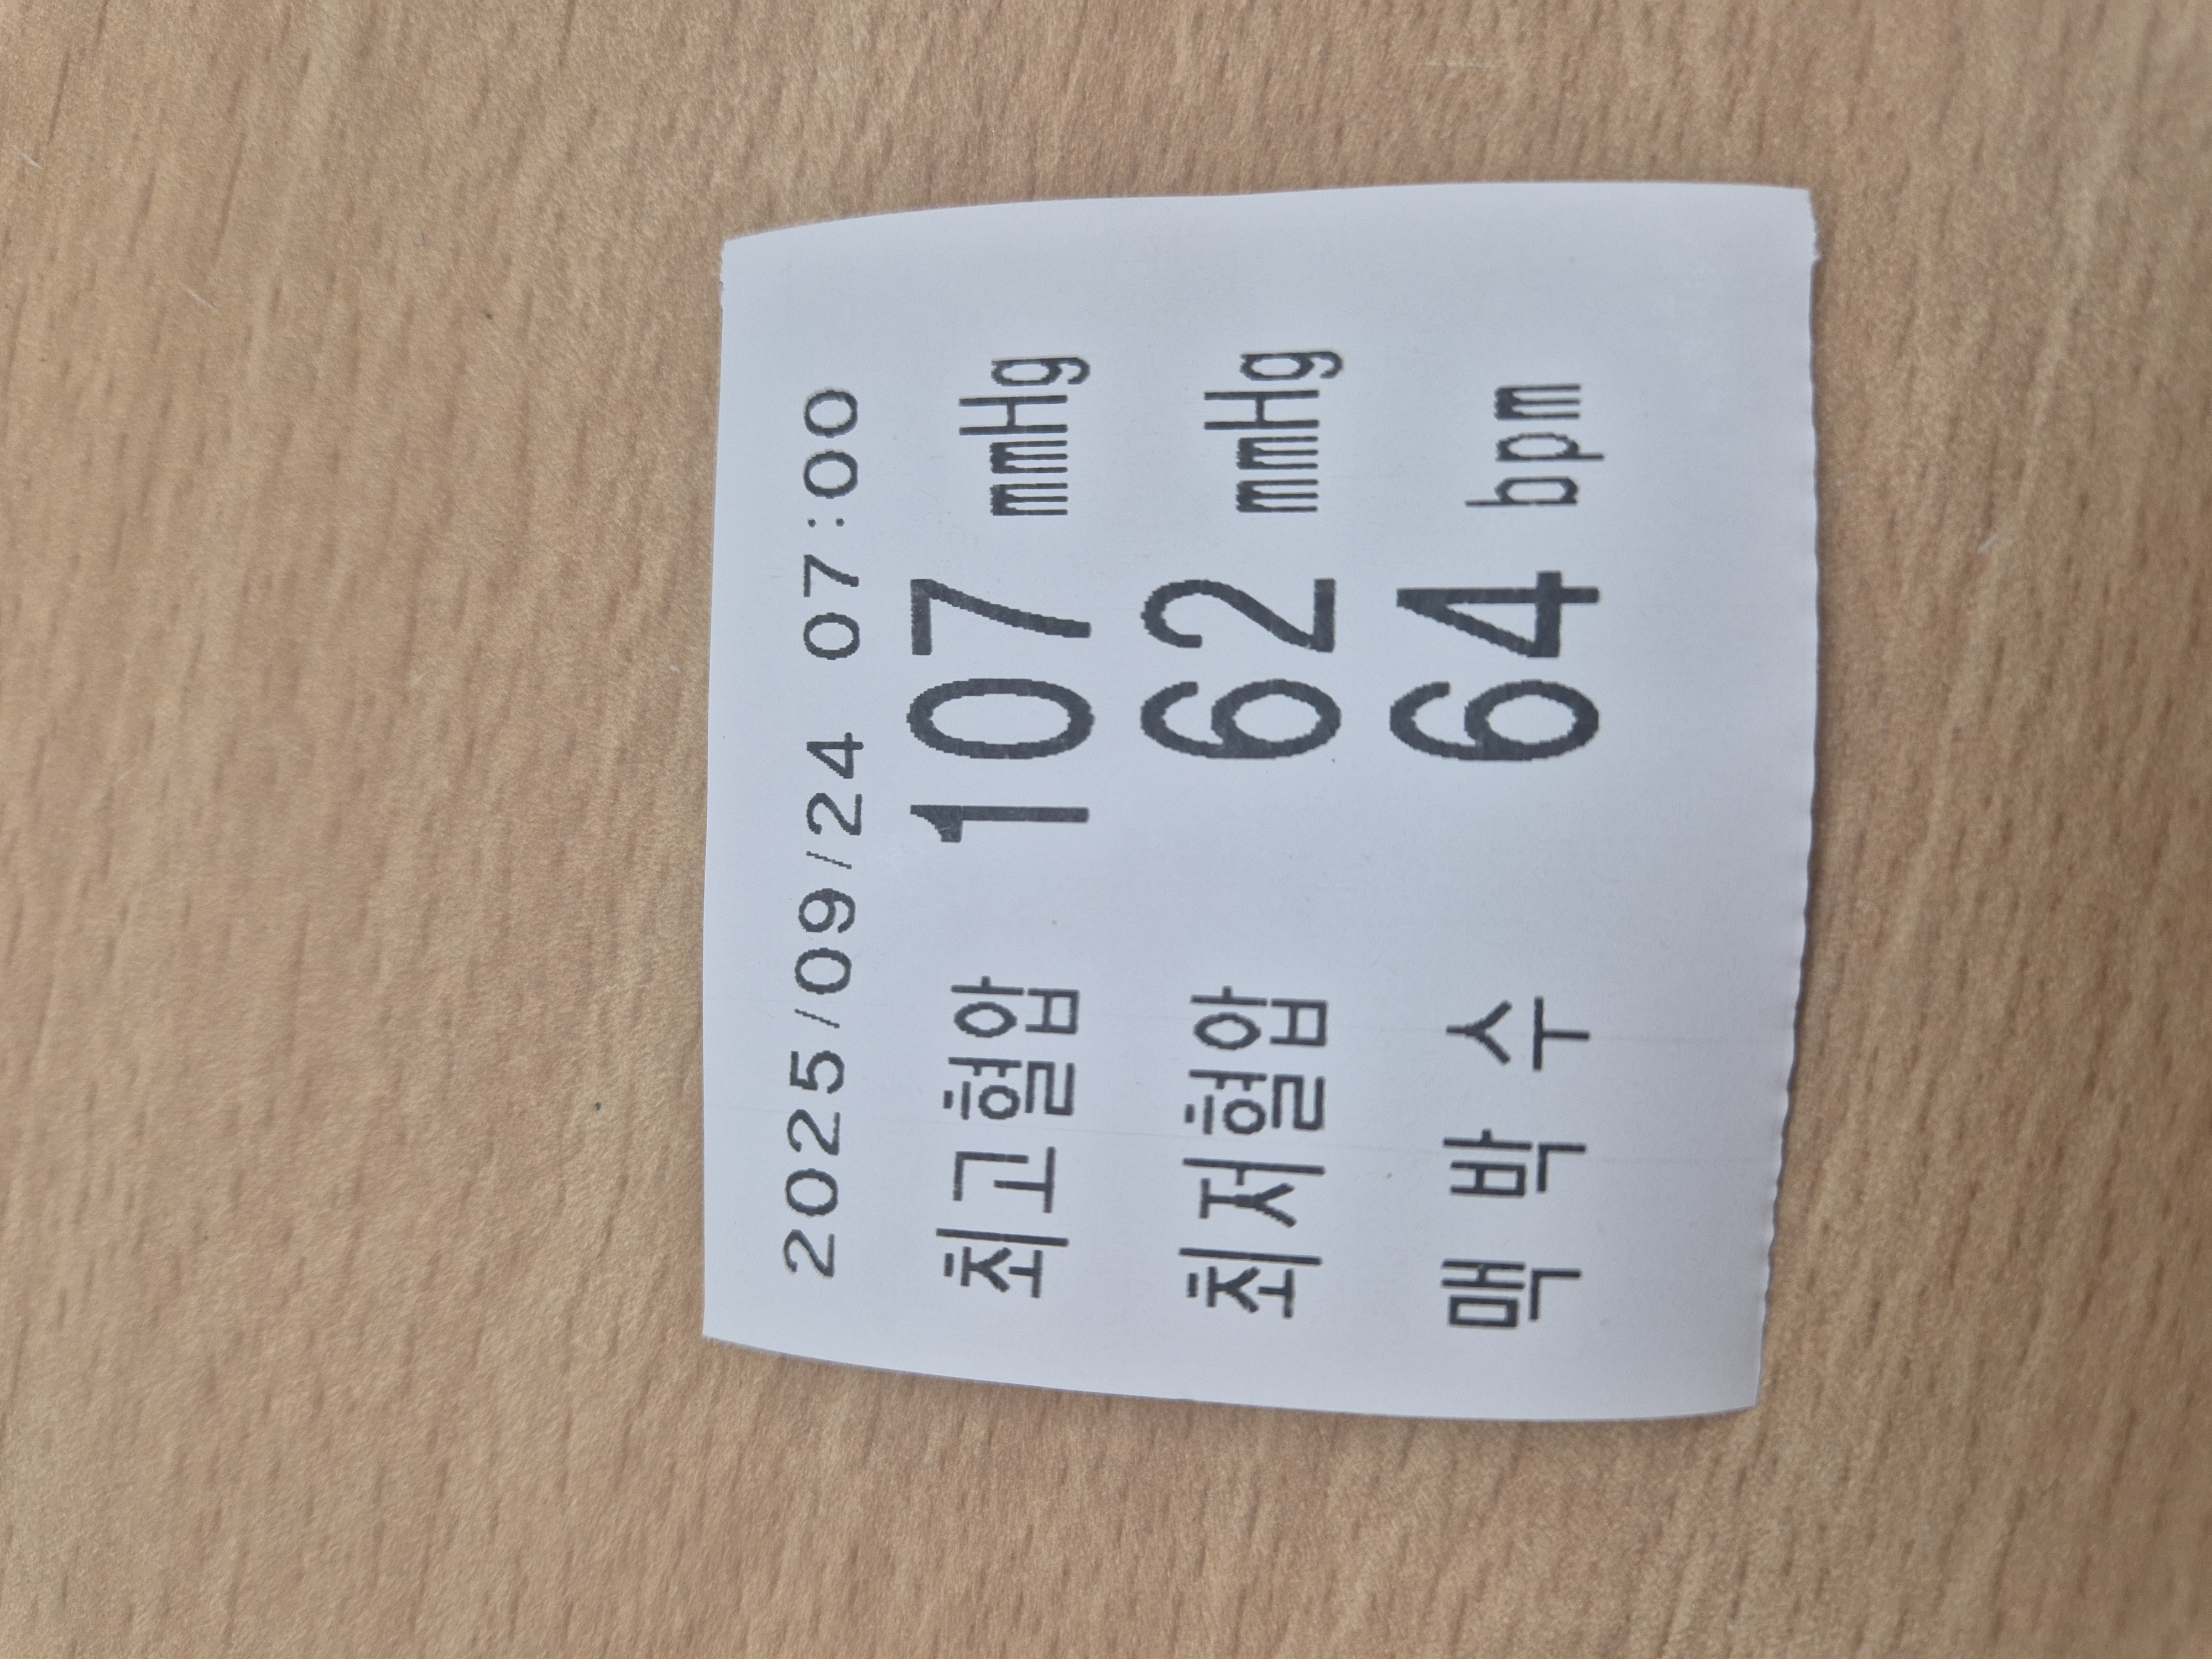 2025/09/24 07:00
최고혈압 107 mmHg
최저혈압 62 mmHg
맥 박 수 64 bpm